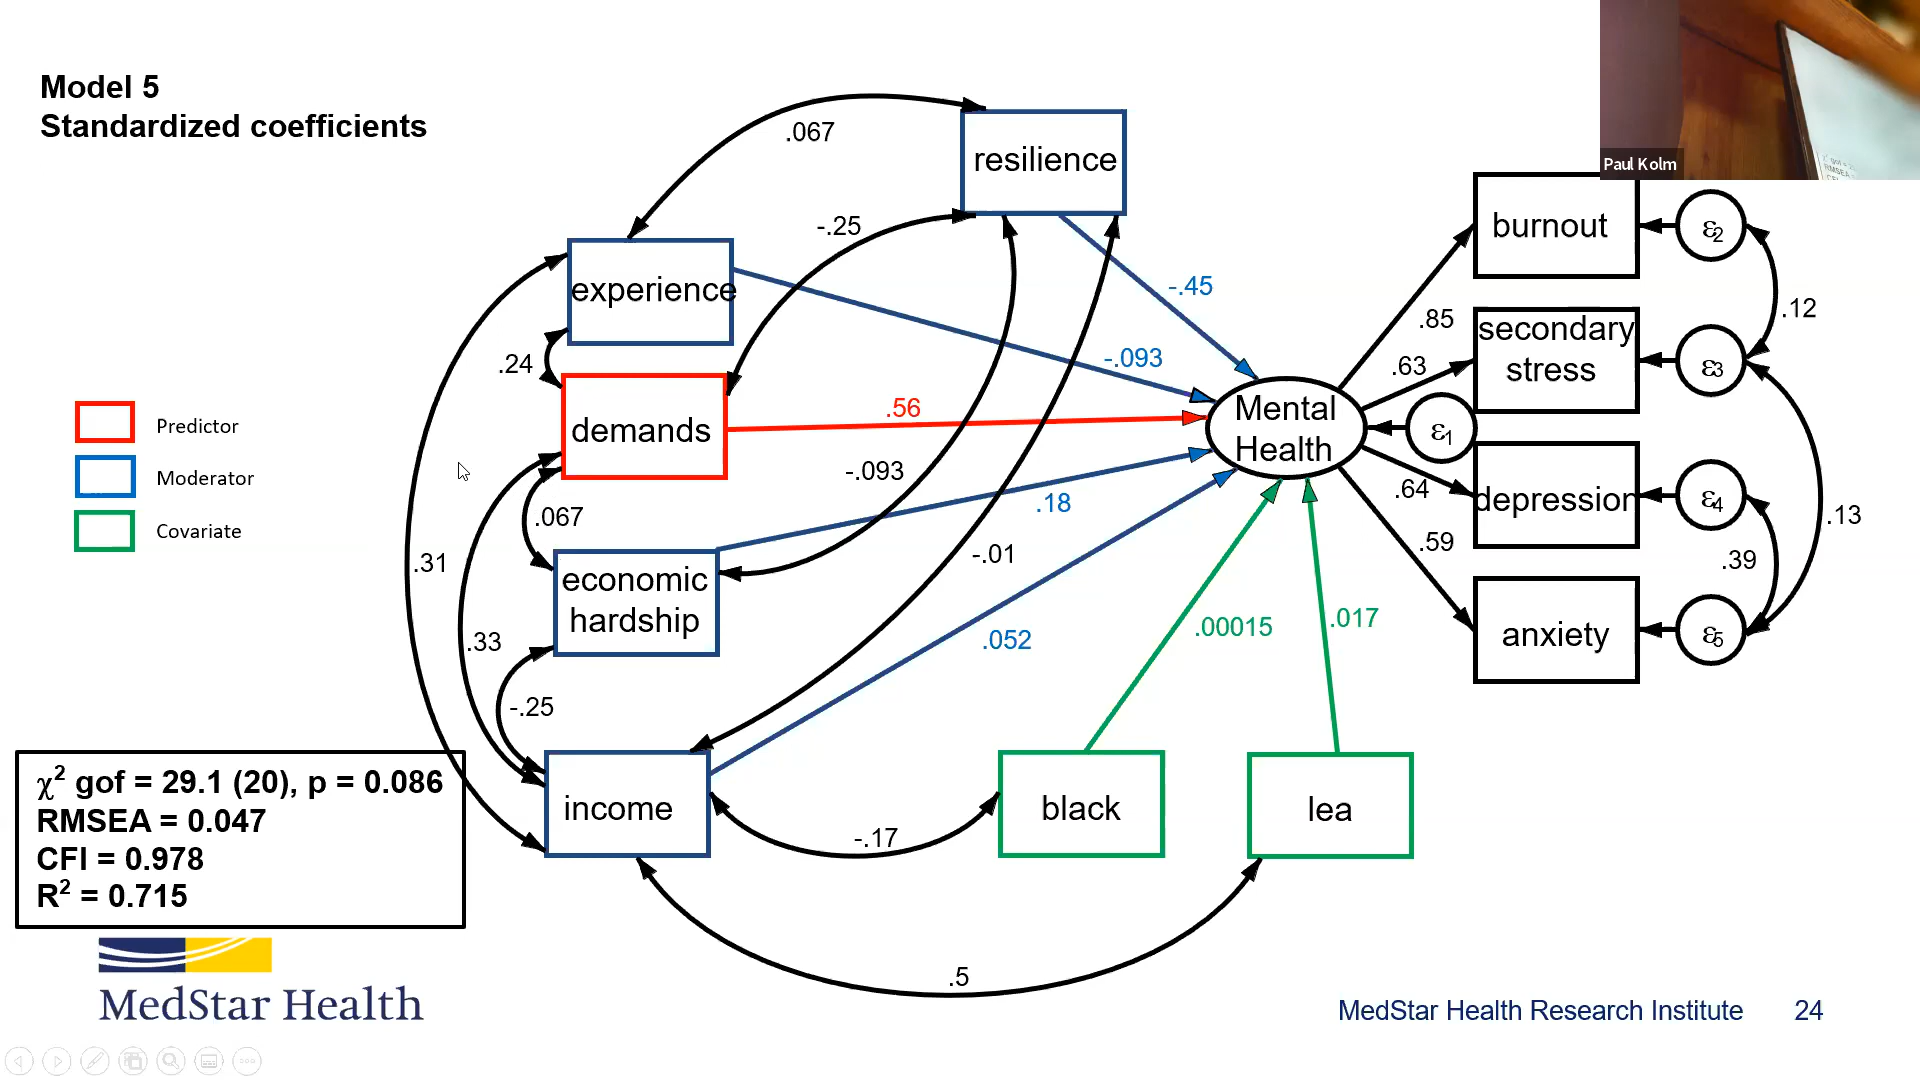 Model 5
Standardized coefficients
Paul Kolm
χ² gof =
RMSEA =
.067
resilience
-.25
burnout
ε2
experience
-.45
.12
.24
-.093
.85
secondary
stress
ε3
.63
Predictor
demands
.56
Mental
Health
ε1
Moderator
-.093
.64
depression
ε4
.18
.067
.13
Covariate
.59
.39
.31
economic
hardship
-.01
.00015
.017
anxiety
ε5
.33
.052
-.25
χ² gof = 29.1 (20), p = 0.086
RMSEA = 0.047
CFI = 0.978
R² = 0.715
income
-.17
black
lea
.5
MedStar Health
MedStar Health Research Institute 24